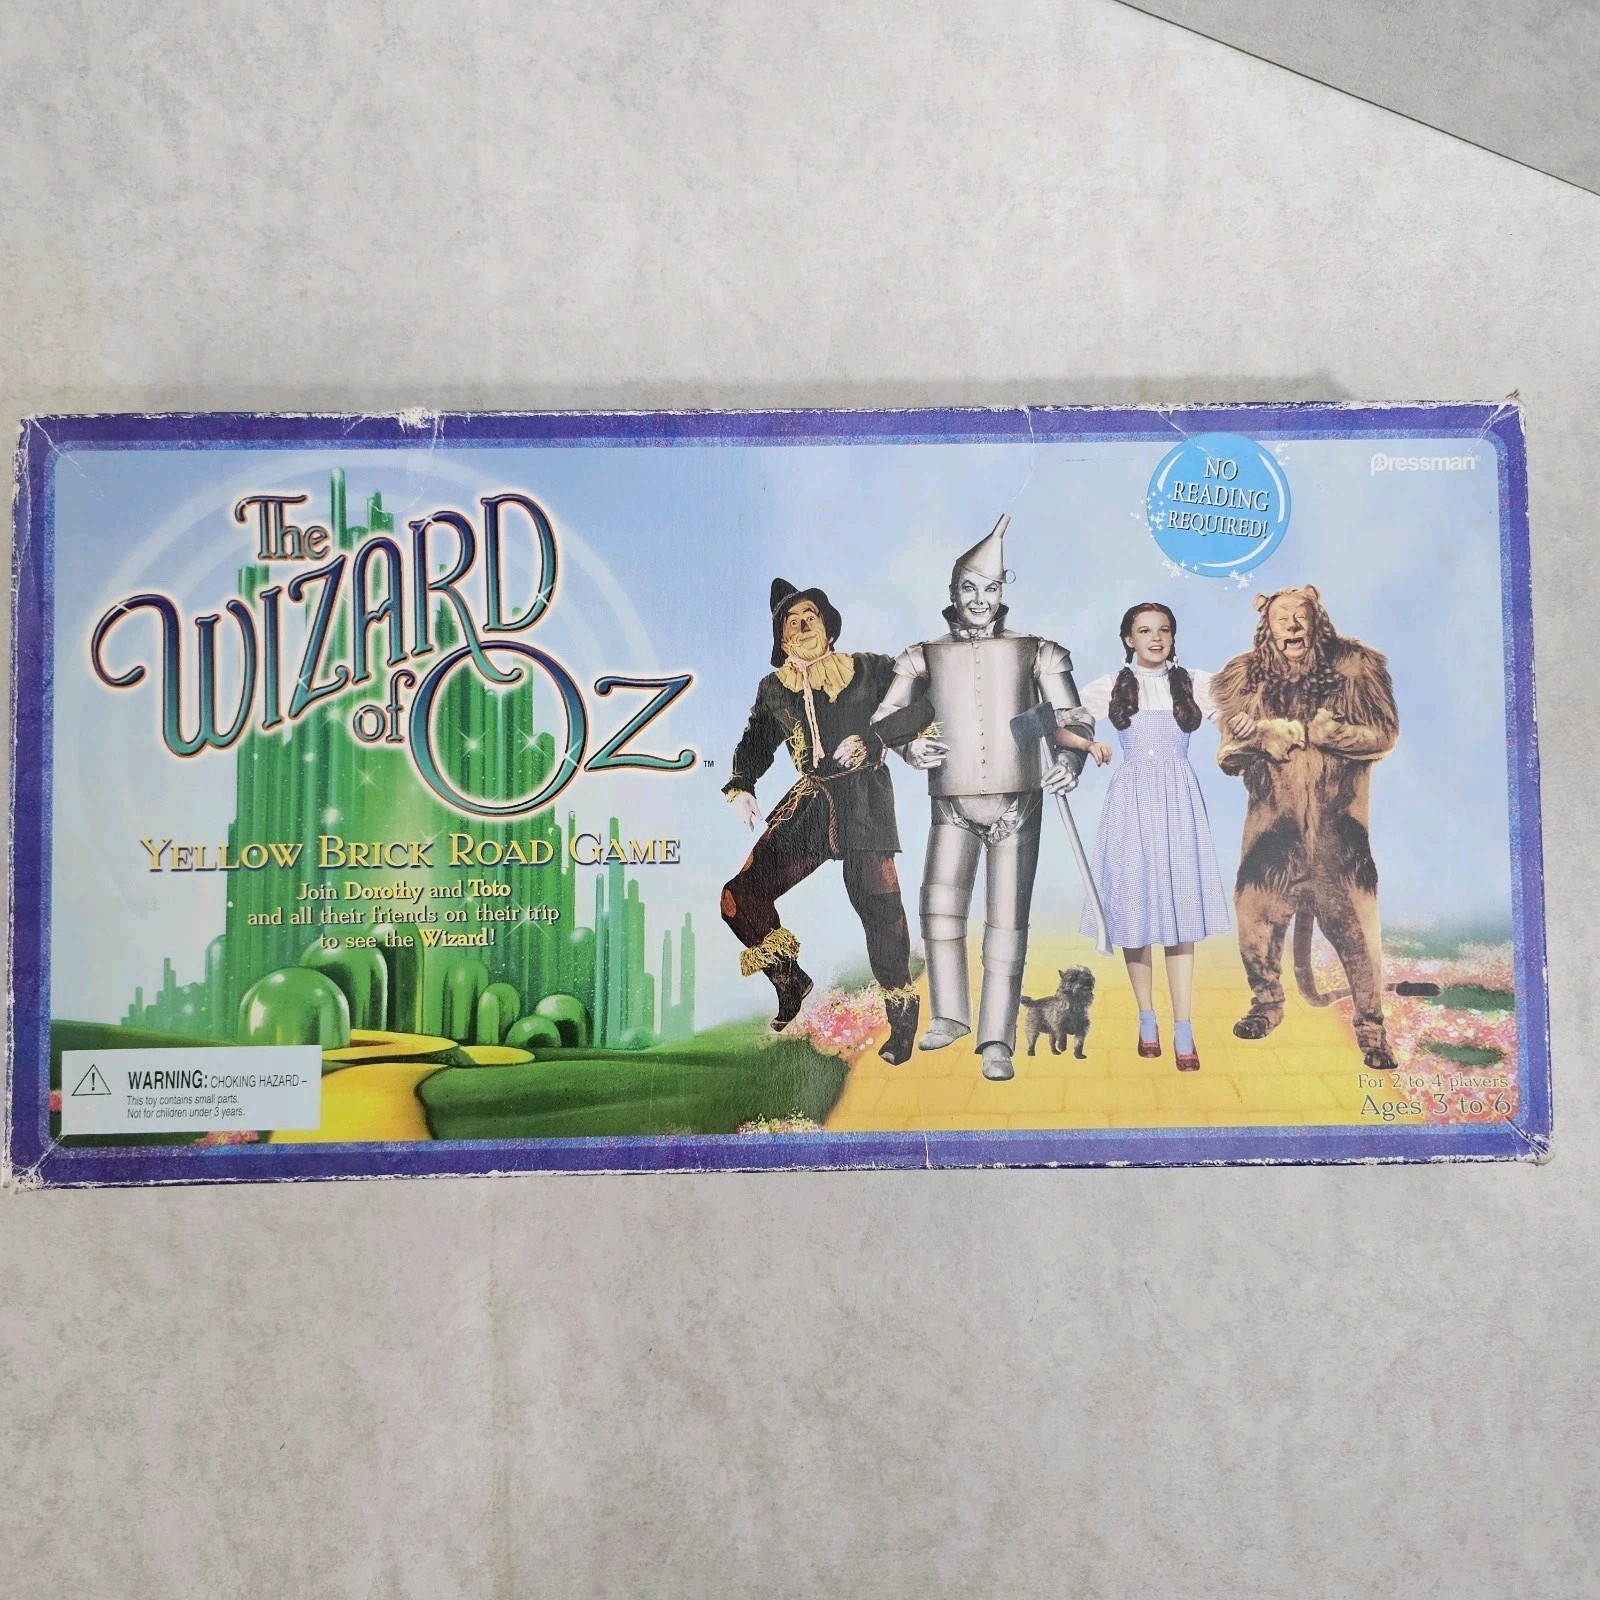 The
WIZARD
of OZ™
YELLOW BRICK ROAD GAME
Join Dorothy and Toto
and all their friends on their trip
to see the Wizard!
WARNING: CHOKING HAZARD –
This toy contains small parts.
Not for children under 3 years.
NO
READING
REQUIRED!
Pressman®
For 2 to 4 players
Ages 3 to 6